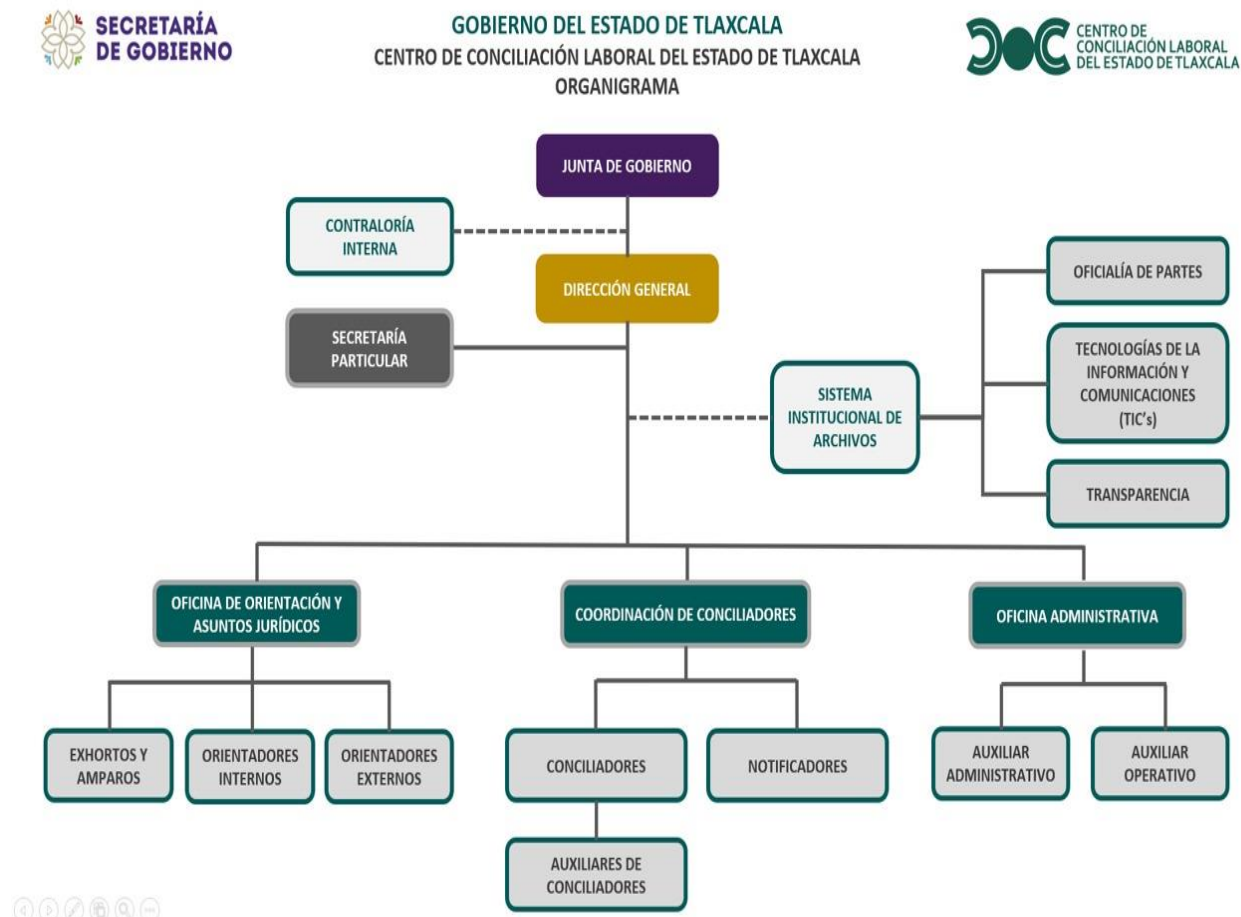 SECRETARÍA
DE GOBIERNO
GOBIERNO DEL ESTADO DE TLAXCALA
CENTRO DE CONCILIACIÓN LABORAL DEL ESTADO DE TLAXCALA
ORGANIGRAMA
CENTRO DE
CONCILIACIÓN LABORAL
DEL ESTADO DE TLAXCALA
JUNTA DE GOBIERNO
CONTRALORÍA
INTERNA
DIRECCIÓN GENERAL
SECRETARÍA
PARTICULAR
SISTEMA
INSTITUCIONAL DE
ARCHIVOS
OFICIALÍA DE PARTES
TECNOLOGÍAS DE LA
INFORMACIÓN Y
COMUNICACIONES
(TIC's)
TRANSPARENCIA
OFICINA DE ORIENTACIÓN Y
ASUNTOS JURÍDICOS
COORDINACIÓN DE CONCILIADORES
OFICINA ADMINISTRATIVA
EXHORTOS Y
AMPAROS
ORIENTADORES
INTERNOS
ORIENTADORES
EXTERNOS
CONCILIADORES
NOTIFICADORES
AUXILIAR
ADMINISTRATIVO
AUXILIAR
OPERATIVO
AUXILIARES DE
CONCILIADORES